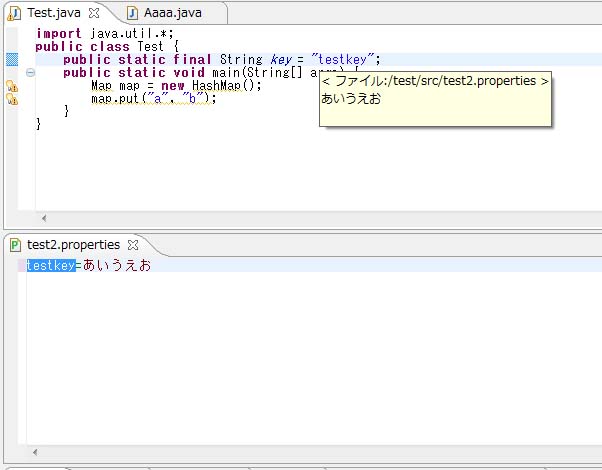 Test.java Aaaa.java
import java.util.*;
public class Test {
public static final String key = "testkey";
public static void main(String[] args) {
Map map = new HashMap();
map.put("a", "b");
}
}
< ファイル:/test/src/test2.properties >
あいうえお
test2.properties
testkey=あいうえお